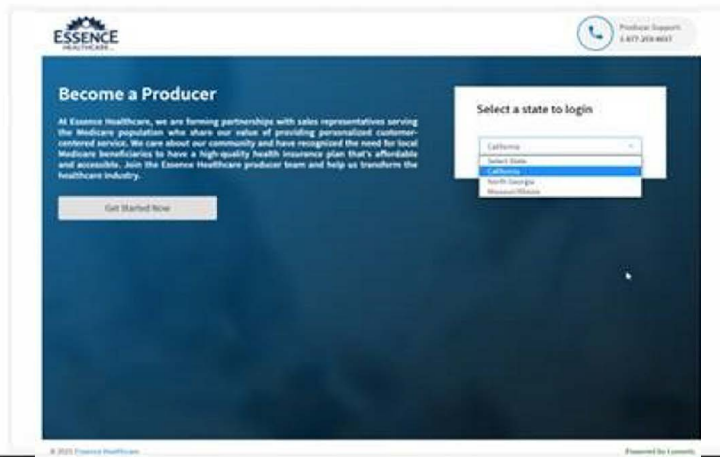 ESSENCE
HEALTHCARE
Producer Support
Become a Producer
At Essence Healthcare, we are forming partnerships with sales representatives serving
the Medicare population who share our value of providing personalized customer-
centered service. We care about our community and have recognized the need for local
Medicare beneficiaries to have a high-quality health insurance plan that's affordable
and accessible. Join the Essence Healthcare producer team and help us transform the
healthcare industry.
Get Started Now
Select a state to login
California
Select State
California
North Georgia
Missouri/Illinois
Essence Healthcare
Powered by